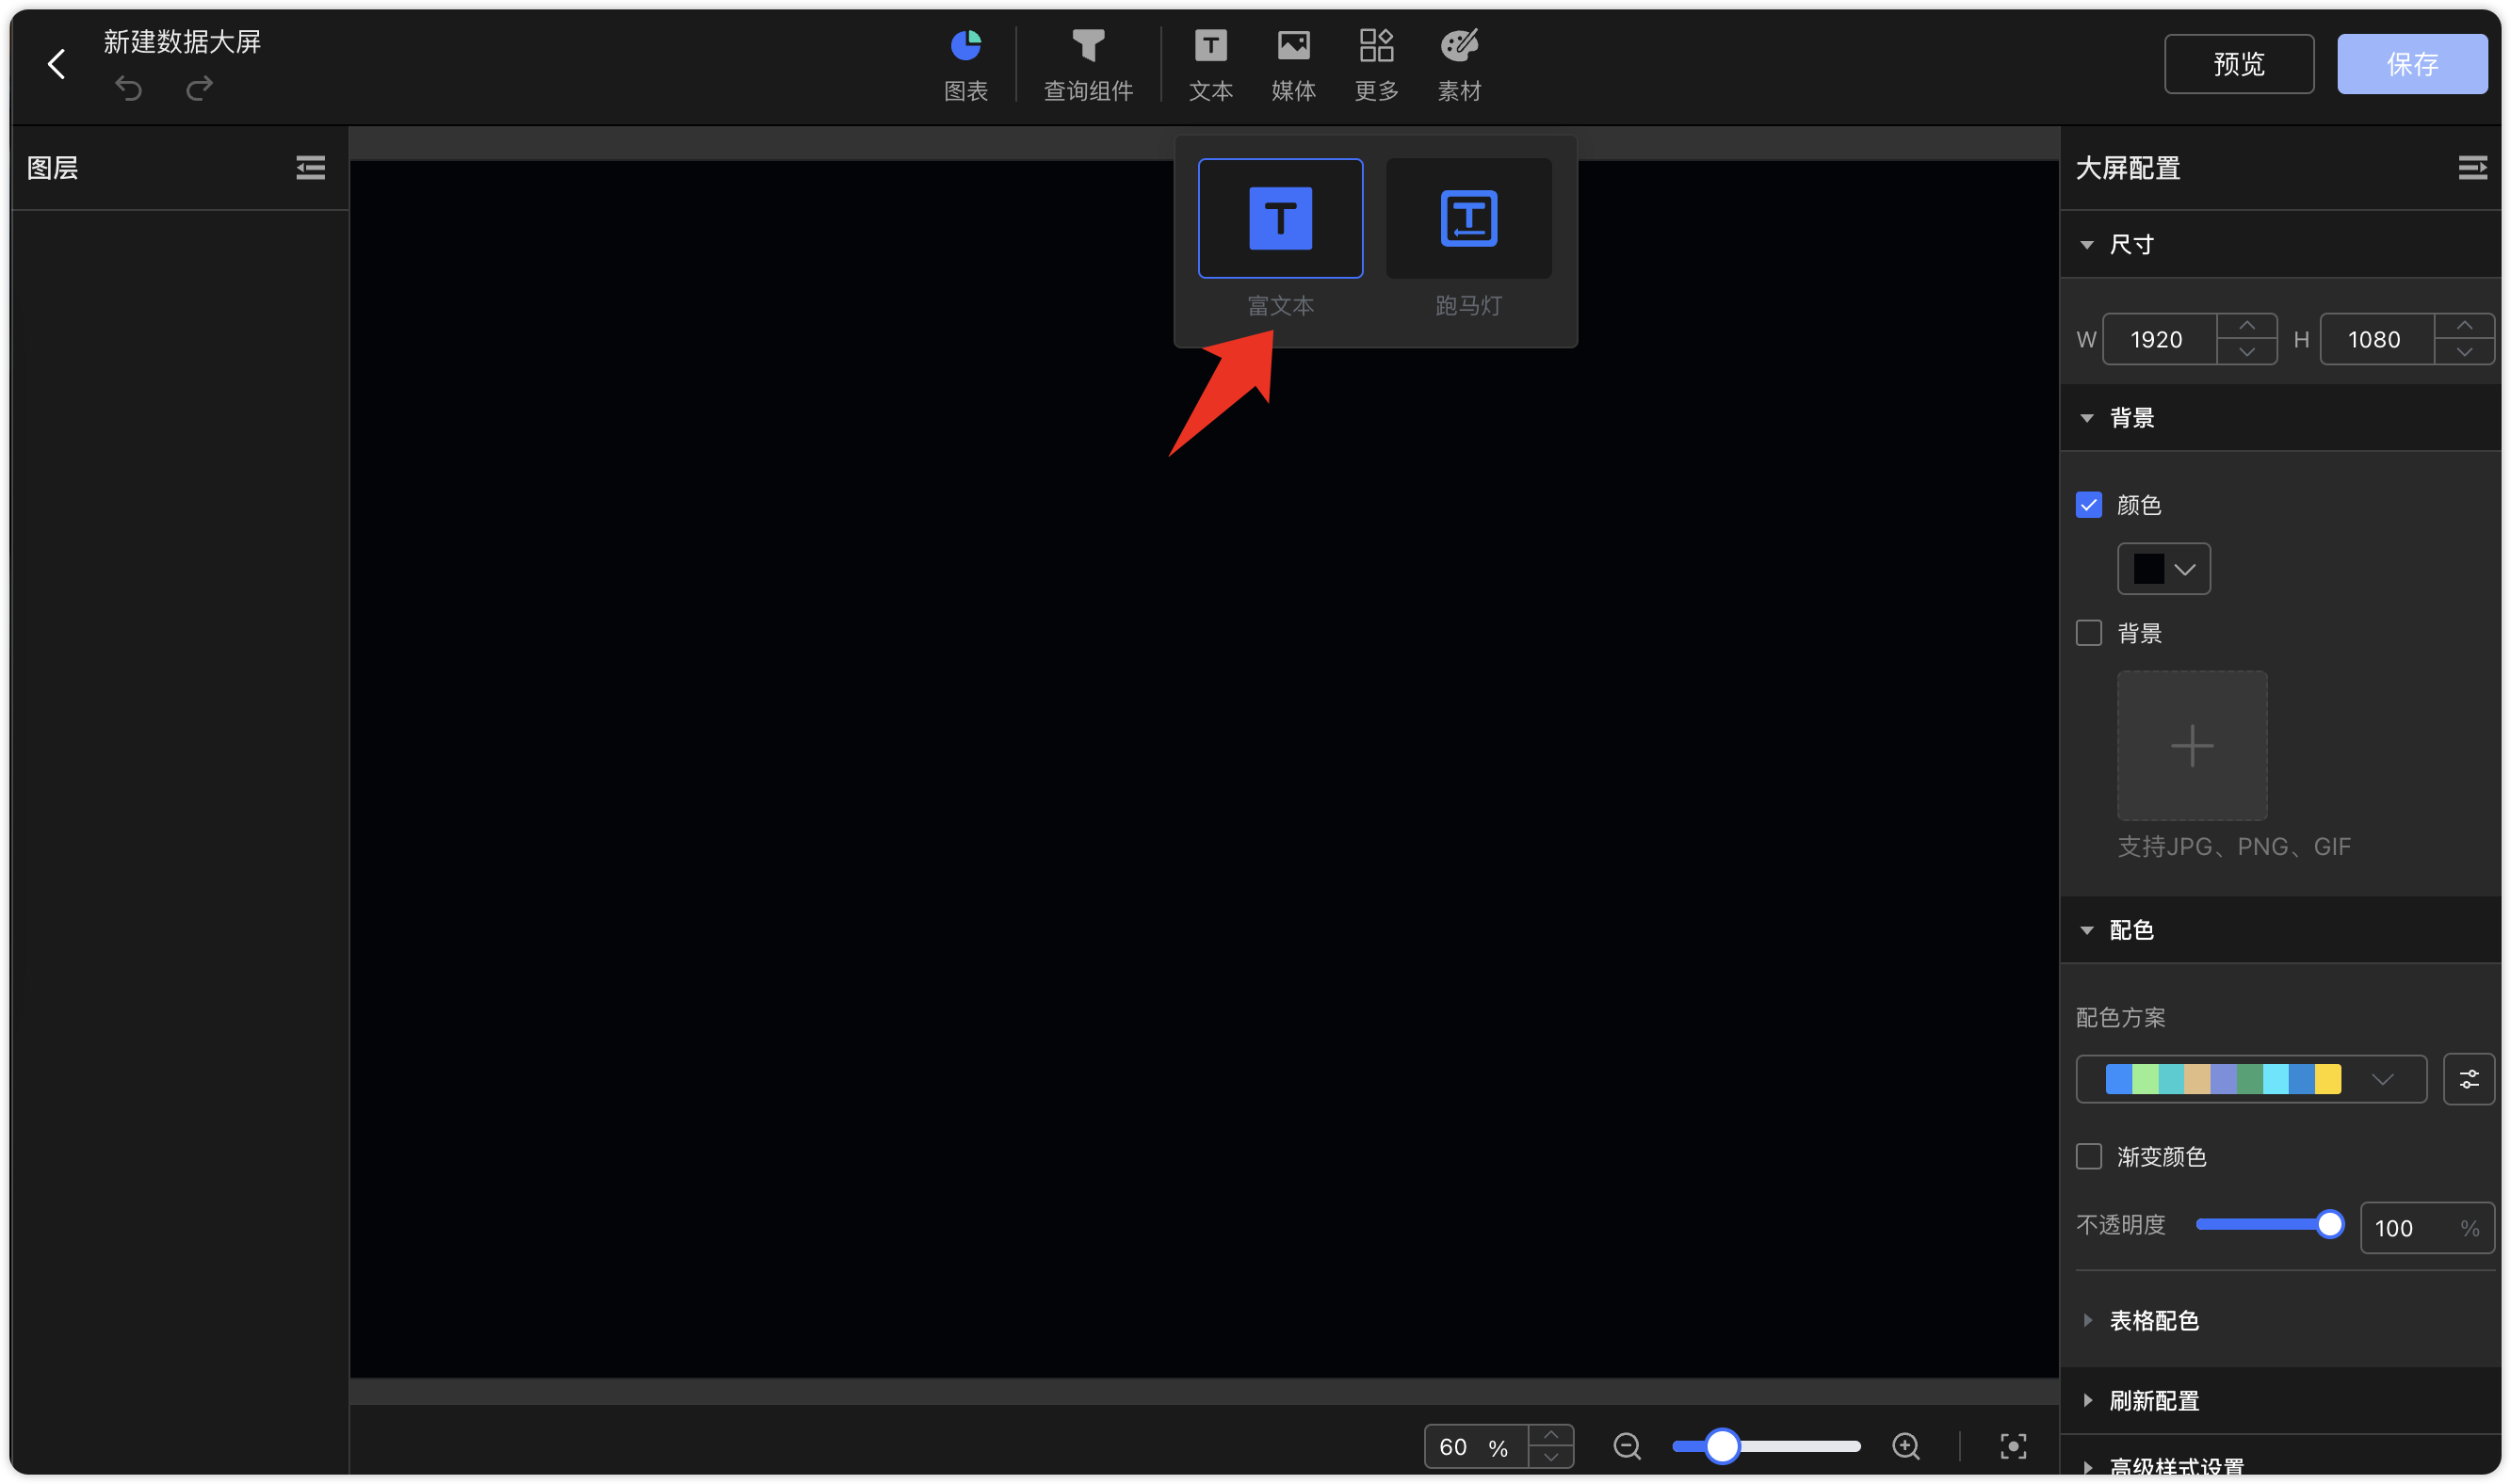 新建数据大屏
图表
查询组件
文本
媒体
更多
素材
预览
保存
图层
富文本
跑马灯
大屏配置
尺寸
W 1920 H 1080
背景
颜色
背景
支持JPG、PNG、GIF
配色
配色方案
渐变颜色
不透明度 100 %
表格配色
刷新配置
高级样式设置
60 %